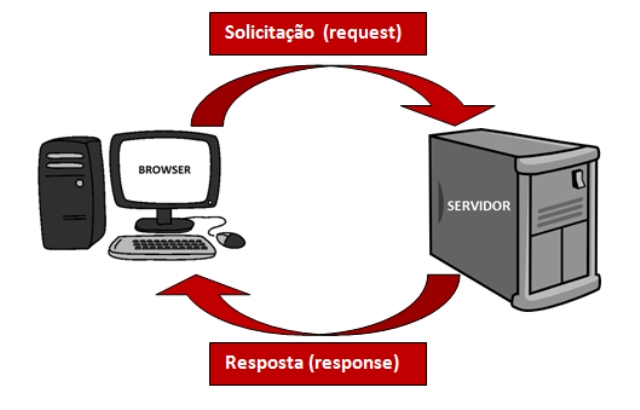 Solicitação (request)
BROWSER
SERVIDOR
Resposta (response)